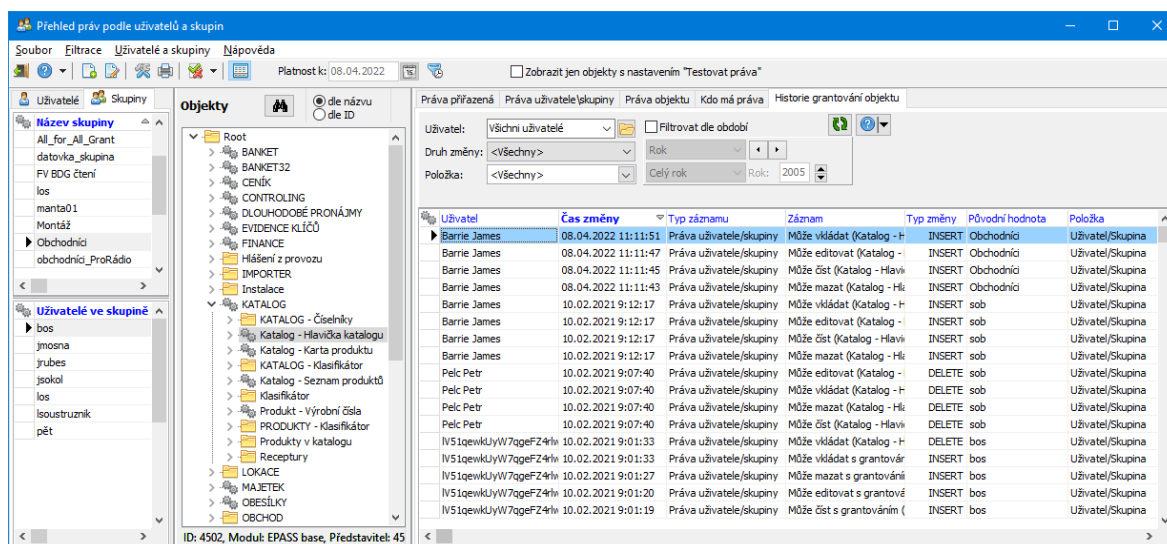 Přehled práv podle uživatelů a skupin
Soubor Filtrace Uživatelé a skupiny Nápověda
Platnost k: 08.04.2022 15 Zobrazit jen objekty s nastavením "Testovat práva"
Uživatelé Skupiny
Název skupiny
All_for_All_Grant
datovka_skupina
FV BDG čtení
los
manta01
Montáž
Obchodníci
obchodníci_ProRádio
Uživatelé ve skupině
bos
jmosna
jrubes
jsokol
los
lsoustruznik
pět
Objekty
dle názvu
dle ID
Root
BANKET
BANKET32
CENÍK
CONTROLING
DLOUHODOBÉ PRONÁJMY
EVIDENCE KLÍČŮ
FINANCE
Hlášení z provozu
IMPORTER
Instalace
KATALOG
KATALOG - Číselníky
Katalog - Hlavička katalogu
Katalog - Karta produktu
KATALOG - Klasifikátor
Katalog - Seznam produktů
Klasifikátor
Produkt - Výrobní čísla
PRODUKTY - Klasifikátor
Produkty v katalogu
Receptury
LOKACE
MAJETEK
OBESÍLKY
OBCHOD
ID: 4502, Modul: EPASS base, Představitel: 45
Práva přiřazená Práva uživatele\skupiny Práva objektu Kdo má práva Historie grantování objektu
Uživatel: Všichni uživatelé Filtrovat dle období
Druh změny: <Všechny> Rok
Položka: <Všechny> Celý rok Rok: 2005
Uživatel Čas změny Typ záznamu Záznam Typ změny Původní hodnota Položka
Barrie James 08.04.2022 11:11:51 Práva uživatele/skupiny Může vkládat (Katalog - H INSERT Obchodníci Uživatel/Skupina
Barrie James 08.04.2022 11:11:47 Práva uživatele/skupiny Může editovat (Katalog - INSERT Obchodníci Uživatel/Skupina
Barrie James 08.04.2022 11:11:45 Práva uživatele/skupiny Může číst (Katalog - Hlavi INSERT Obchodníci Uživatel/Skupina
Barrie James 08.04.2022 11:11:43 Práva uživatele/skupiny Může mazat (Katalog - Hla INSERT Obchodníci Uživatel/Skupina
Barrie James 10.02.2021 9:12:17 Práva uživatele/skupiny Může vkládat (Katalog - H INSERT sob Uživatel/Skupina
Barrie James 10.02.2021 9:12:17 Práva uživatele/skupiny Může editovat (Katalog - INSERT sob Uživatel/Skupina
Barrie James 10.02.2021 9:12:17 Práva uživatele/skupiny Může číst (Katalog - Hlavi INSERT sob Uživatel/Skupina
Barrie James 10.02.2021 9:12:17 Práva uživatele/skupiny Může mazat (Katalog - Hla INSERT sob Uživatel/Skupina
Pelc Petr 10.02.2021 9:07:40 Práva uživatele/skupiny Může editovat (Katalog - DELETE sob Uživatel/Skupina
Pelc Petr 10.02.2021 9:07:40 Práva uživatele/skupiny Může vkládat (Katalog - H DELETE sob Uživatel/Skupina
Pelc Petr 10.02.2021 9:07:40 Práva uživatele/skupiny Může mazat (Katalog - Hla DELETE sob Uživatel/Skupina
Pelc Petr 10.02.2021 9:07:40 Práva uživatele/skupiny Může číst (Katalog - Hlavi DELETE sob Uživatel/Skupina
10.02.2021 9:01:33 Práva uživatele/skupiny Může vkládat (Katalog - H DELETE bos Uživatel/Skupina
10.02.2021 9:01:33 Práva uživatele/skupiny Může vkládat s grantovár INSERT bos Uživatel/Skupina
10.02.2021 9:01:27 Práva uživatele/skupiny Může mazat s grantování INSERT bos Uživatel/Skupina
10.02.2021 9:01:20 Práva uživatele/skupiny Může editovat s grantová INSERT bos Uživatel/Skupina
10.02.2021 9:01:19 Práva uživatele/skupiny Může číst s grantováním ( INSERT bos Uživatel/Skupina